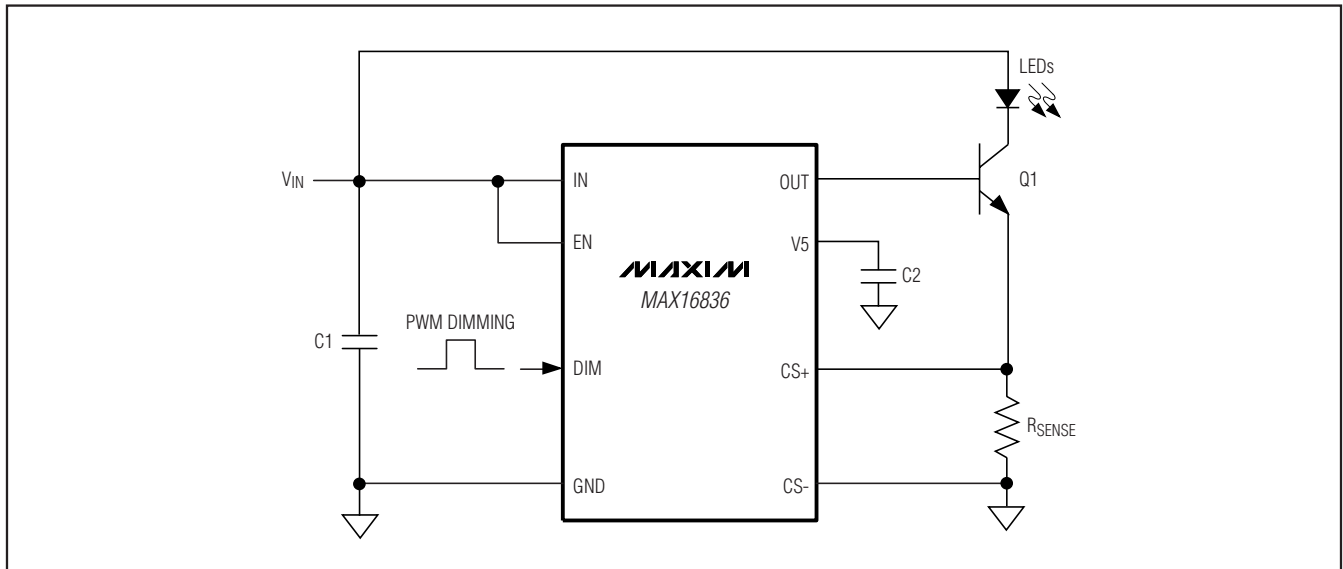 LEDs
VIN
IN
OUT
Q1
EN
V5
MAXIM
MAX16836
C2
PWM DIMMING
C1
DIM
CS+
RSENSE
GND
CS-